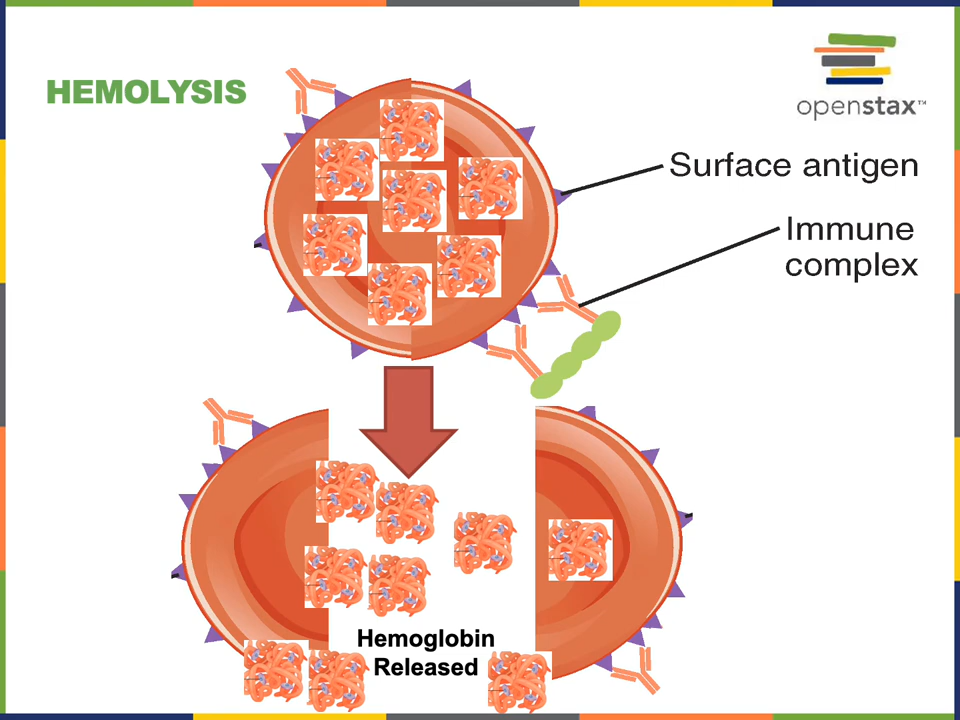 HEMOLYSIS
openstax™
Surface antigen
Immune
complex
Hemoglobin
Released